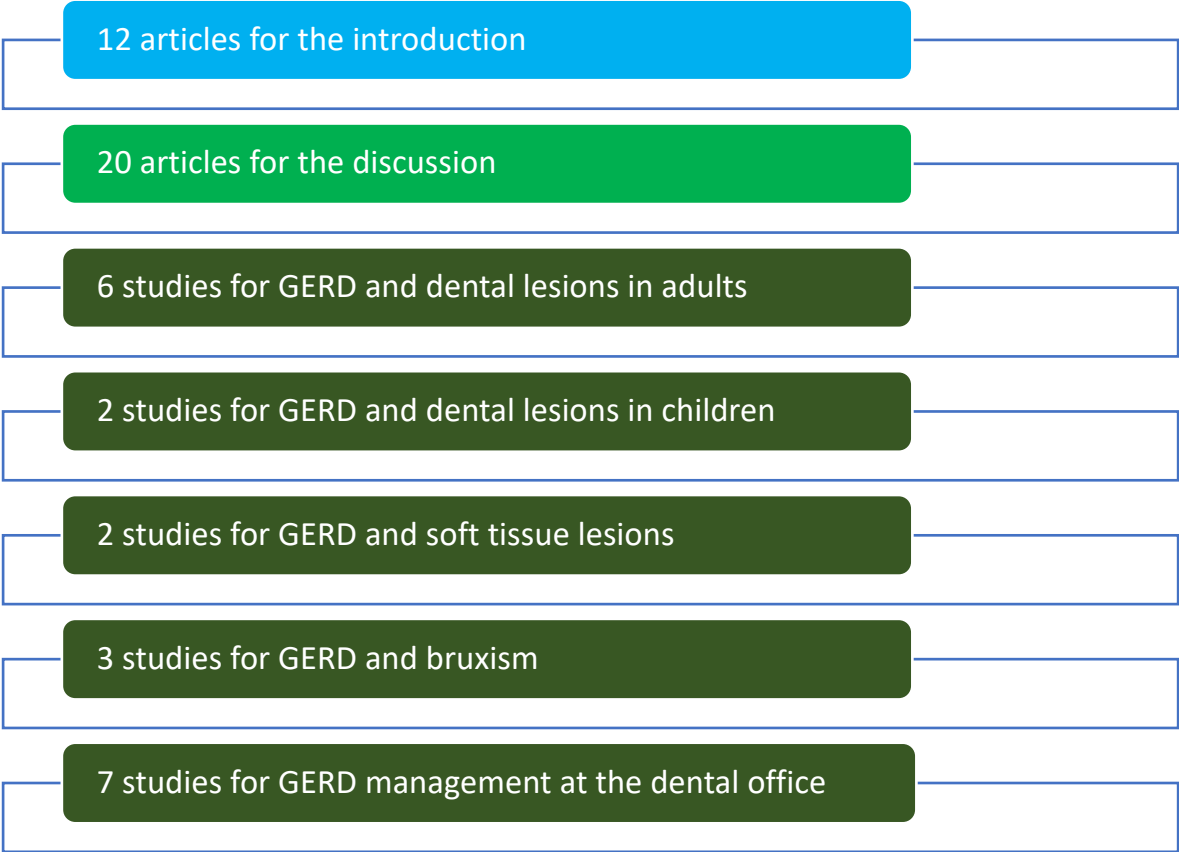 12 articles for the introduction
20 articles for the discussion
6 studies for GERD and dental lesions in adults
2 studies for GERD and dental lesions in children
2 studies for GERD and soft tissue lesions
3 studies for GERD and bruxism
7 studies for GERD management at the dental office